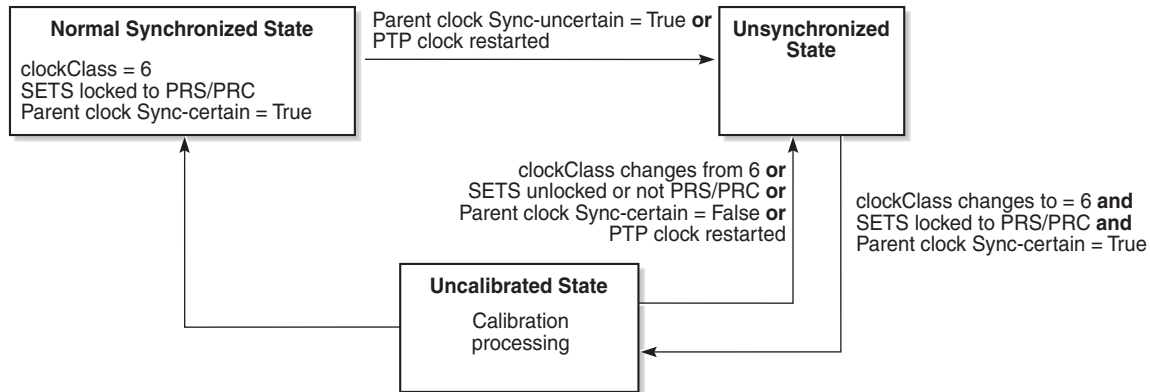 Normal Synchronized State
clockClass = 6
SETS locked to PRS/PRC
Parent clock Sync-certain = True
Parent clock Sync-uncertain = True or
PTP clock restarted
Unsynchronized
State
clockClass changes from 6 or
SETS unlocked or not PRS/PRC or
Parent clock Sync-certain = False or
PTP clock restarted
clockClass changes to = 6 and
SETS locked to PRS/PRC and
Parent clock Sync-certain = True
Uncalibrated State
Calibration
processing